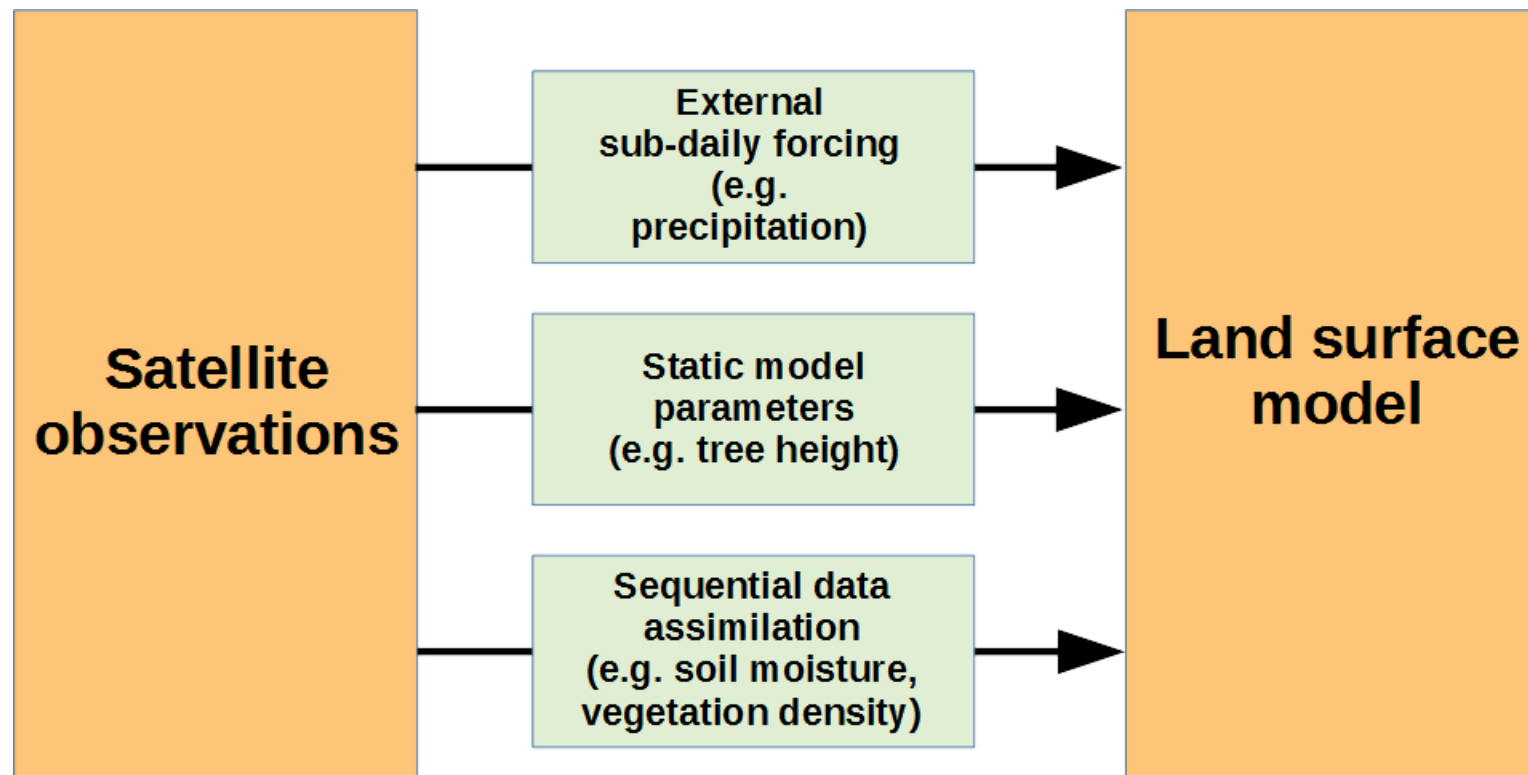 Satellite
observations
External
sub-daily forcing
(e.g.
precipitation)
Static model
parameters
(e.g. tree height)
Sequential data
assimilation
(e.g. soil moisture,
vegetation density)
Land surface
model